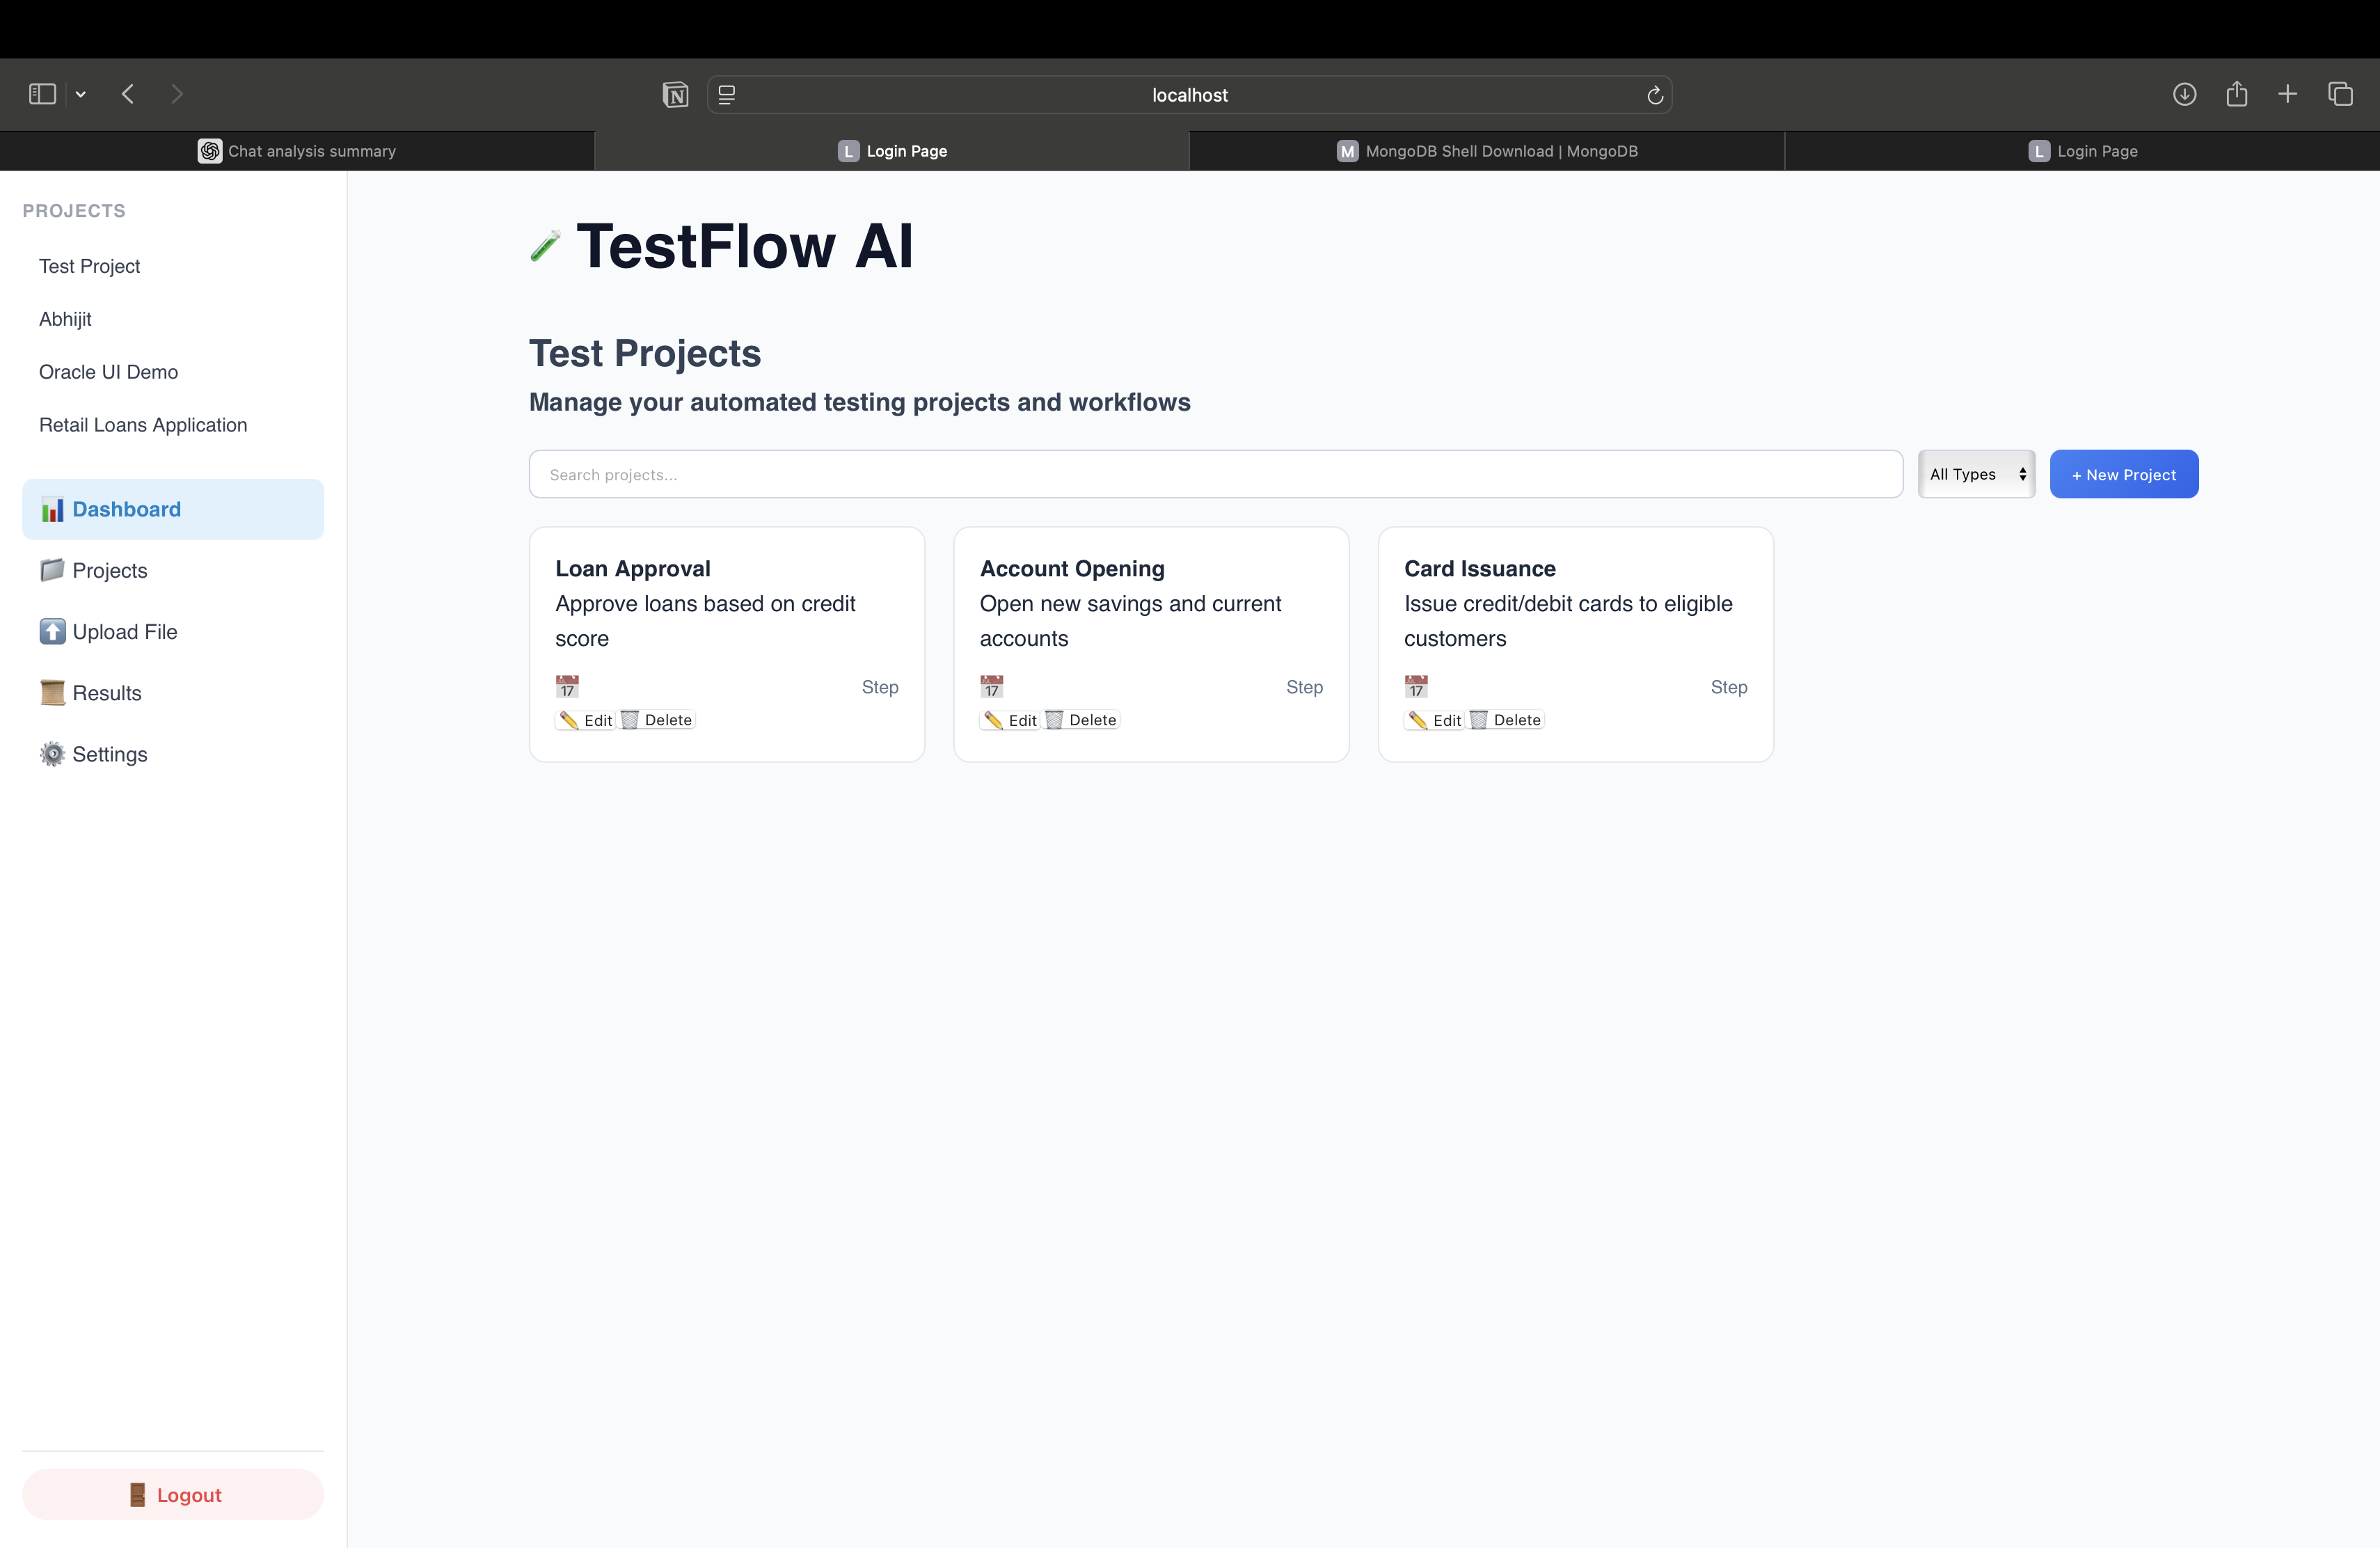 localhost
Chat analysis summary
L Login Page
M MongoDB Shell Download | MongoDB
L Login Page
PROJECTS
Test Project
Abhijit
Oracle UI Demo
Retail Loans Application
Dashboard
Projects
Upload File
Results
Settings
Logout
TestFlow AI
Test Projects
Manage your automated testing projects and workflows
Search projects...
All Types
+ New Project
Loan Approval
Approve loans based on credit
score
17
Step
Edit Delete
Account Opening
Open new savings and current
accounts
17
Step
Edit Delete
Card Issuance
Issue credit/debit cards to eligible
customers
17
Step
Edit Delete